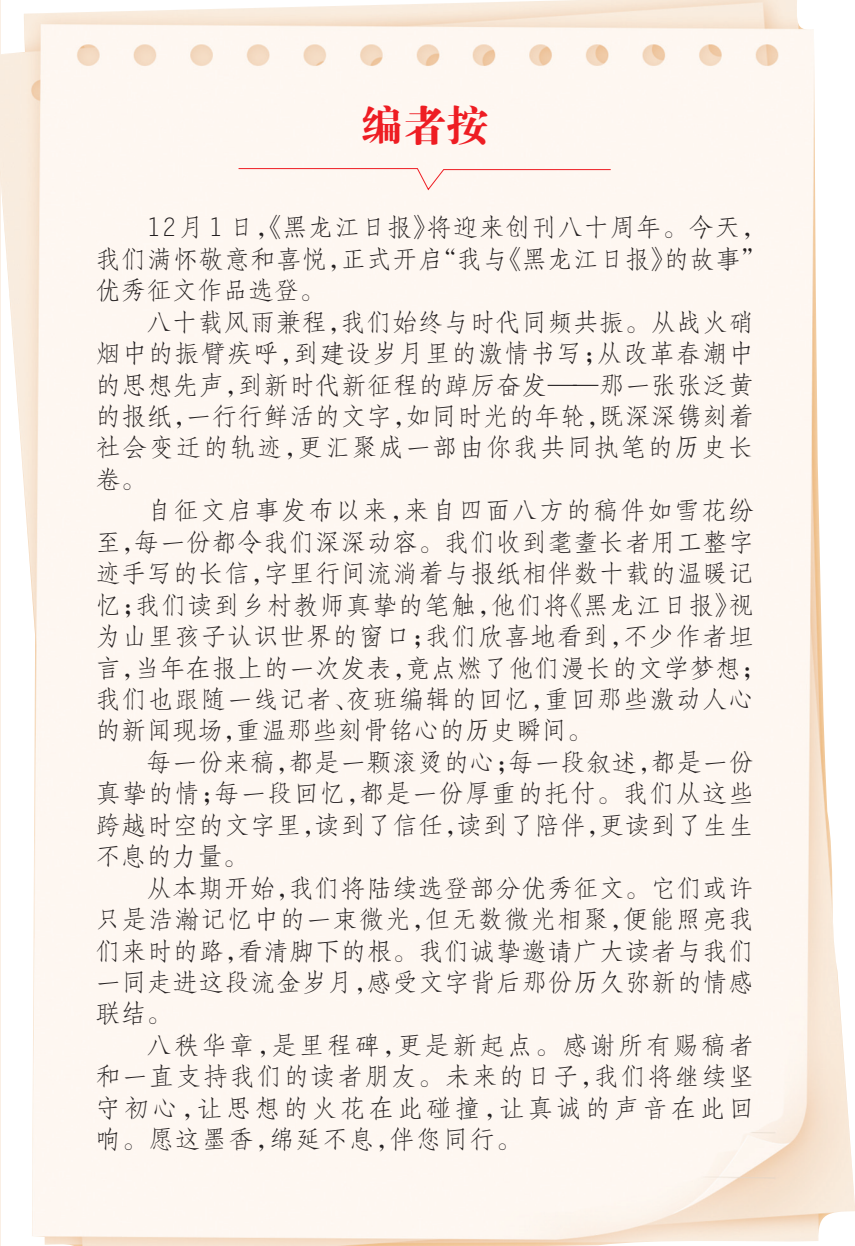 编者按
12月1日,《黑龙江日报》将迎来创刊八十周年。今天,
我们满怀敬意和喜悦,正式开启“我与《黑龙江日报》的故事”
优秀征文作品选登。
八十载风雨兼程,我们始终与时代同频共振。从战火硝
烟中的振臂疾呼,到建设岁月里的激情书写;从改革春潮中
的思想先声,到新时代新征程的踔厉奋发——那一张张泛黄
的报纸,一行行鲜活的文字,如同时光的年轮,既深深镌刻着
社会变迁的轨迹,更汇聚成一部由你我共同执笔的历史长
卷。
自征文启事发布以来,来自四面八方的稿件如雪花纷
至,每一份都令我们深深动容。我们收到耄耋长者用工整字
迹手写的长信,字里行间流淌着与报纸相伴数十载的温暖记
忆;我们读到乡村教师真挚的笔触,他们将《黑龙江日报》视
为山里孩子认识世界的窗口;我们欣喜地看到,不少作者坦
言,当年在报上的一次发表,竟点燃了他们漫长的文学梦想;
我们也跟随一线记者、夜班编辑的回忆,重回那些激动人心
的新闻现场,重温那些刻骨铭心的历史瞬间。
每一份来稿,都是一颗滚烫的心;每一段叙述,都是一份
真挚的情;每一段回忆,都是一份厚重的托付。我们从这些
跨越时空的文字里,读到了信任,读到了陪伴,更读到了生生
不息的力量。
从本期开始,我们将陆续选登部分优秀征文。它们或许
只是浩瀚记忆中的一束微光,但无数微光相聚,便能照亮我
们来时的路,看清脚下的根。我们诚挚邀请广大读者与我们
一同走进这段流金岁月,感受文字背后那份历久弥新的情感
联结。
八秩华章,是里程碑,更是新起点。感谢所有赐稿者
和一直支持我们的读者朋友。未来的日子,我们将继续坚
守初心,让思想的火花在此碰撞,让真诚的声音在此回
响。愿这墨香,绵延不息,伴您同行。